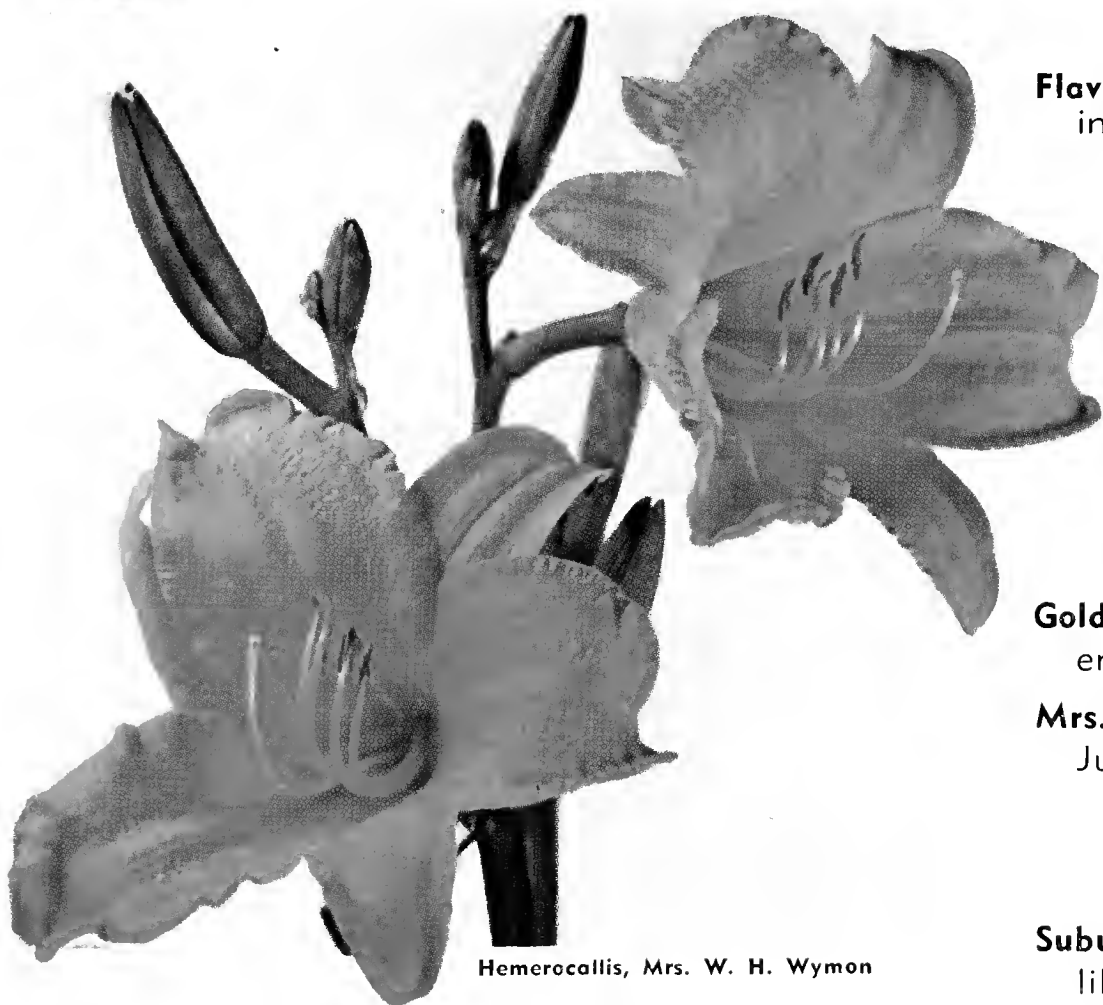 Flav
in
Gold
er
Mrs.
Ju
Subu
lil
Hemerocallis, Mrs. W. H. Wymon